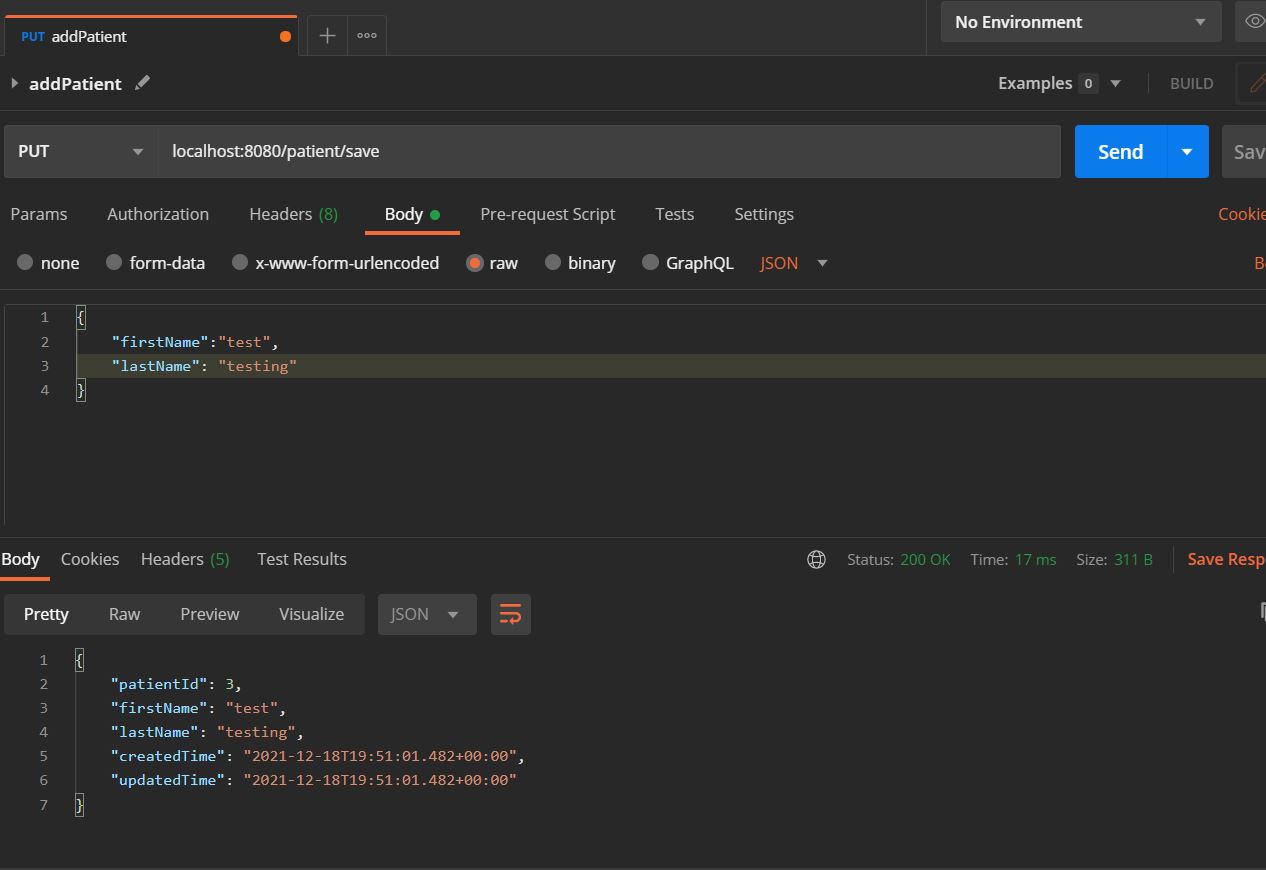 PUT addPatient
No Environment
addPatient
Examples 0
BUILD
PUT
localhost:8080/patient/save
Send
Sav
Params Authorization Headers (8) Body Pre-request Script Tests Settings Cookie
none form-data x-www-form-urlencoded raw binary GraphQL JSON
1 {
2 "firstName":"test",
3 "lastName": "testing"
4 }
Body Cookies Headers (5) Test Results Status: 200 OK Time: 17 ms Size: 311 B Save Resp
Pretty Raw Preview Visualize JSON
1 {
2 "patientId": 3,
3 "firstName": "test",
4 "lastName": "testing",
5 "createdTime": "2021-12-18T19:51:01.482+00:00",
6 "updatedTime": "2021-12-18T19:51:01.482+00:00"
7 }